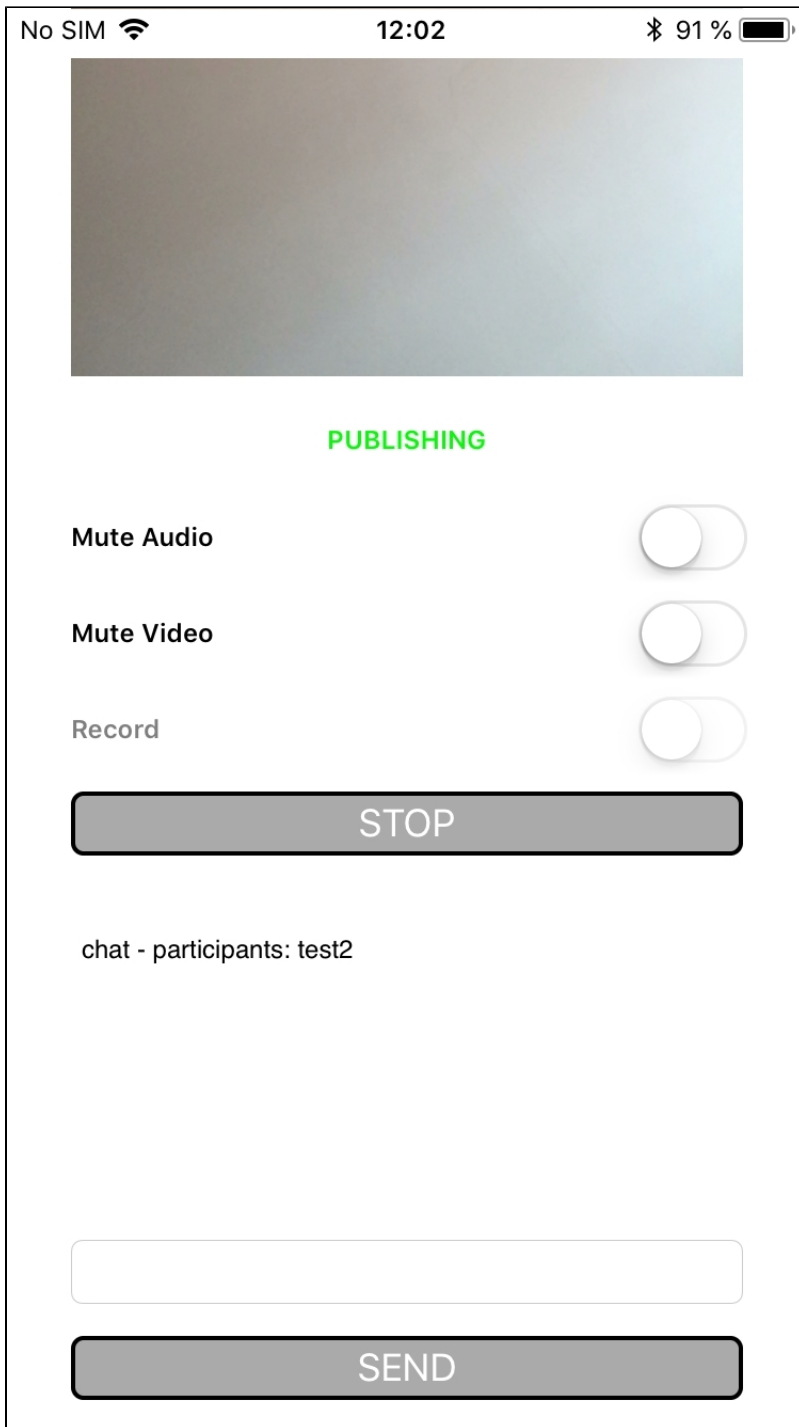 No SIM 12:02 91 %
PUBLISHING
Mute Audio
Mute Video
Record
STOP
chat - participants: test2
SEND